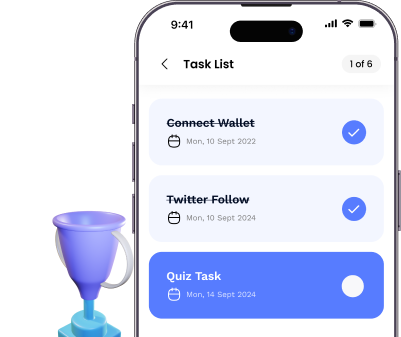 9:41
Task List
1 of 6
Connect Wallet
Mon, 10 Sept 2022
Twitter Follow
Mon, 10 Sept 2024
Quiz Task
Mon, 14 Sept 2024